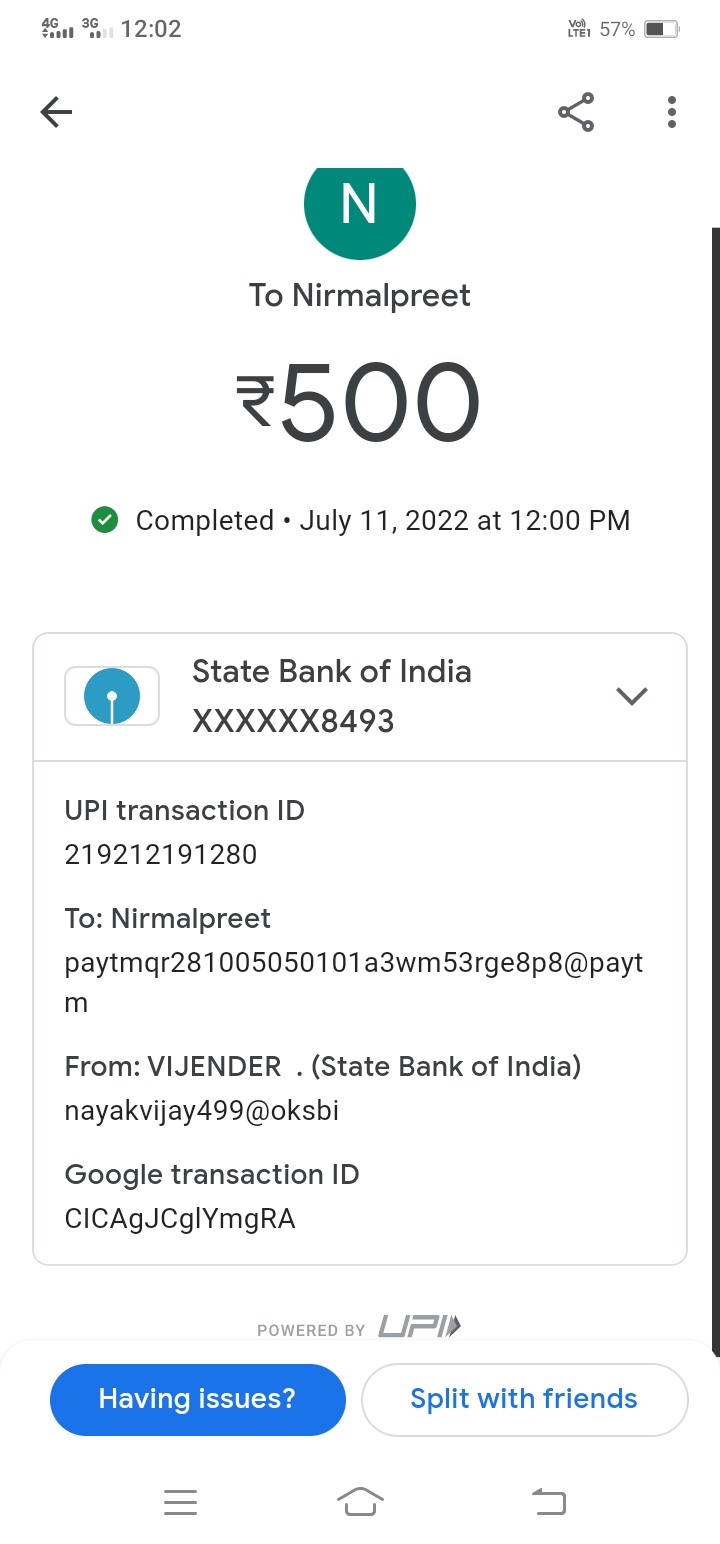 4G 3G 12:02 Vo) LTE1 57%
N
To Nirmalpreet
₹500
Completed • July 11, 2022 at 12:00 PM
State Bank of India
XXXXXX8493
UPI transaction ID
219212191280
To: Nirmalpreet
paytmqr281005050101a3wm53rge8p8@payt
m
From: VIJENDER . (State Bank of India)
nayakvijay499@oksbi
Google transaction ID
CICAgJCglYmgRA
POWERED BY UPI
Having issues? Split with friends